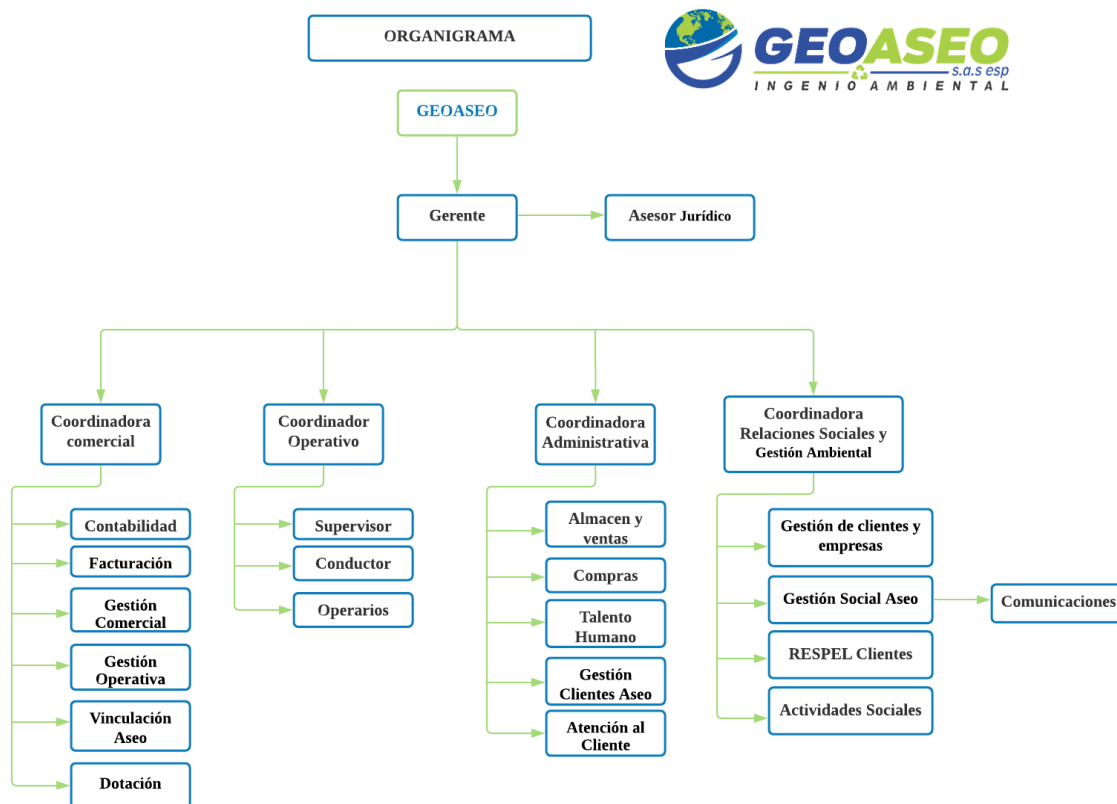 ORGANIGRAMA
GEOASEO
s.a.s esp
INGENIO AMBIENTAL
GEOASEO
Gerente
Asesor Jurídico
Coordinadora
comercial
Coordinador
Operativo
Coordinadora
Administrativa
Coordinadora
Relaciones Sociales y
Gestión Ambiental
Contabilidad
Facturación
Gestión
Comercial
Gestión
Operativa
Vinculación
Aseo
Dotación
Supervisor
Conductor
Operarios
Almacen y
ventas
Compras
Talento
Humano
Gestión
Clientes Aseo
Atención al
Cliente
Gestión de clientes y
empresas
Gestión Social Aseo
Comunicaciones
RESPEL Clientes
Actividades Sociales